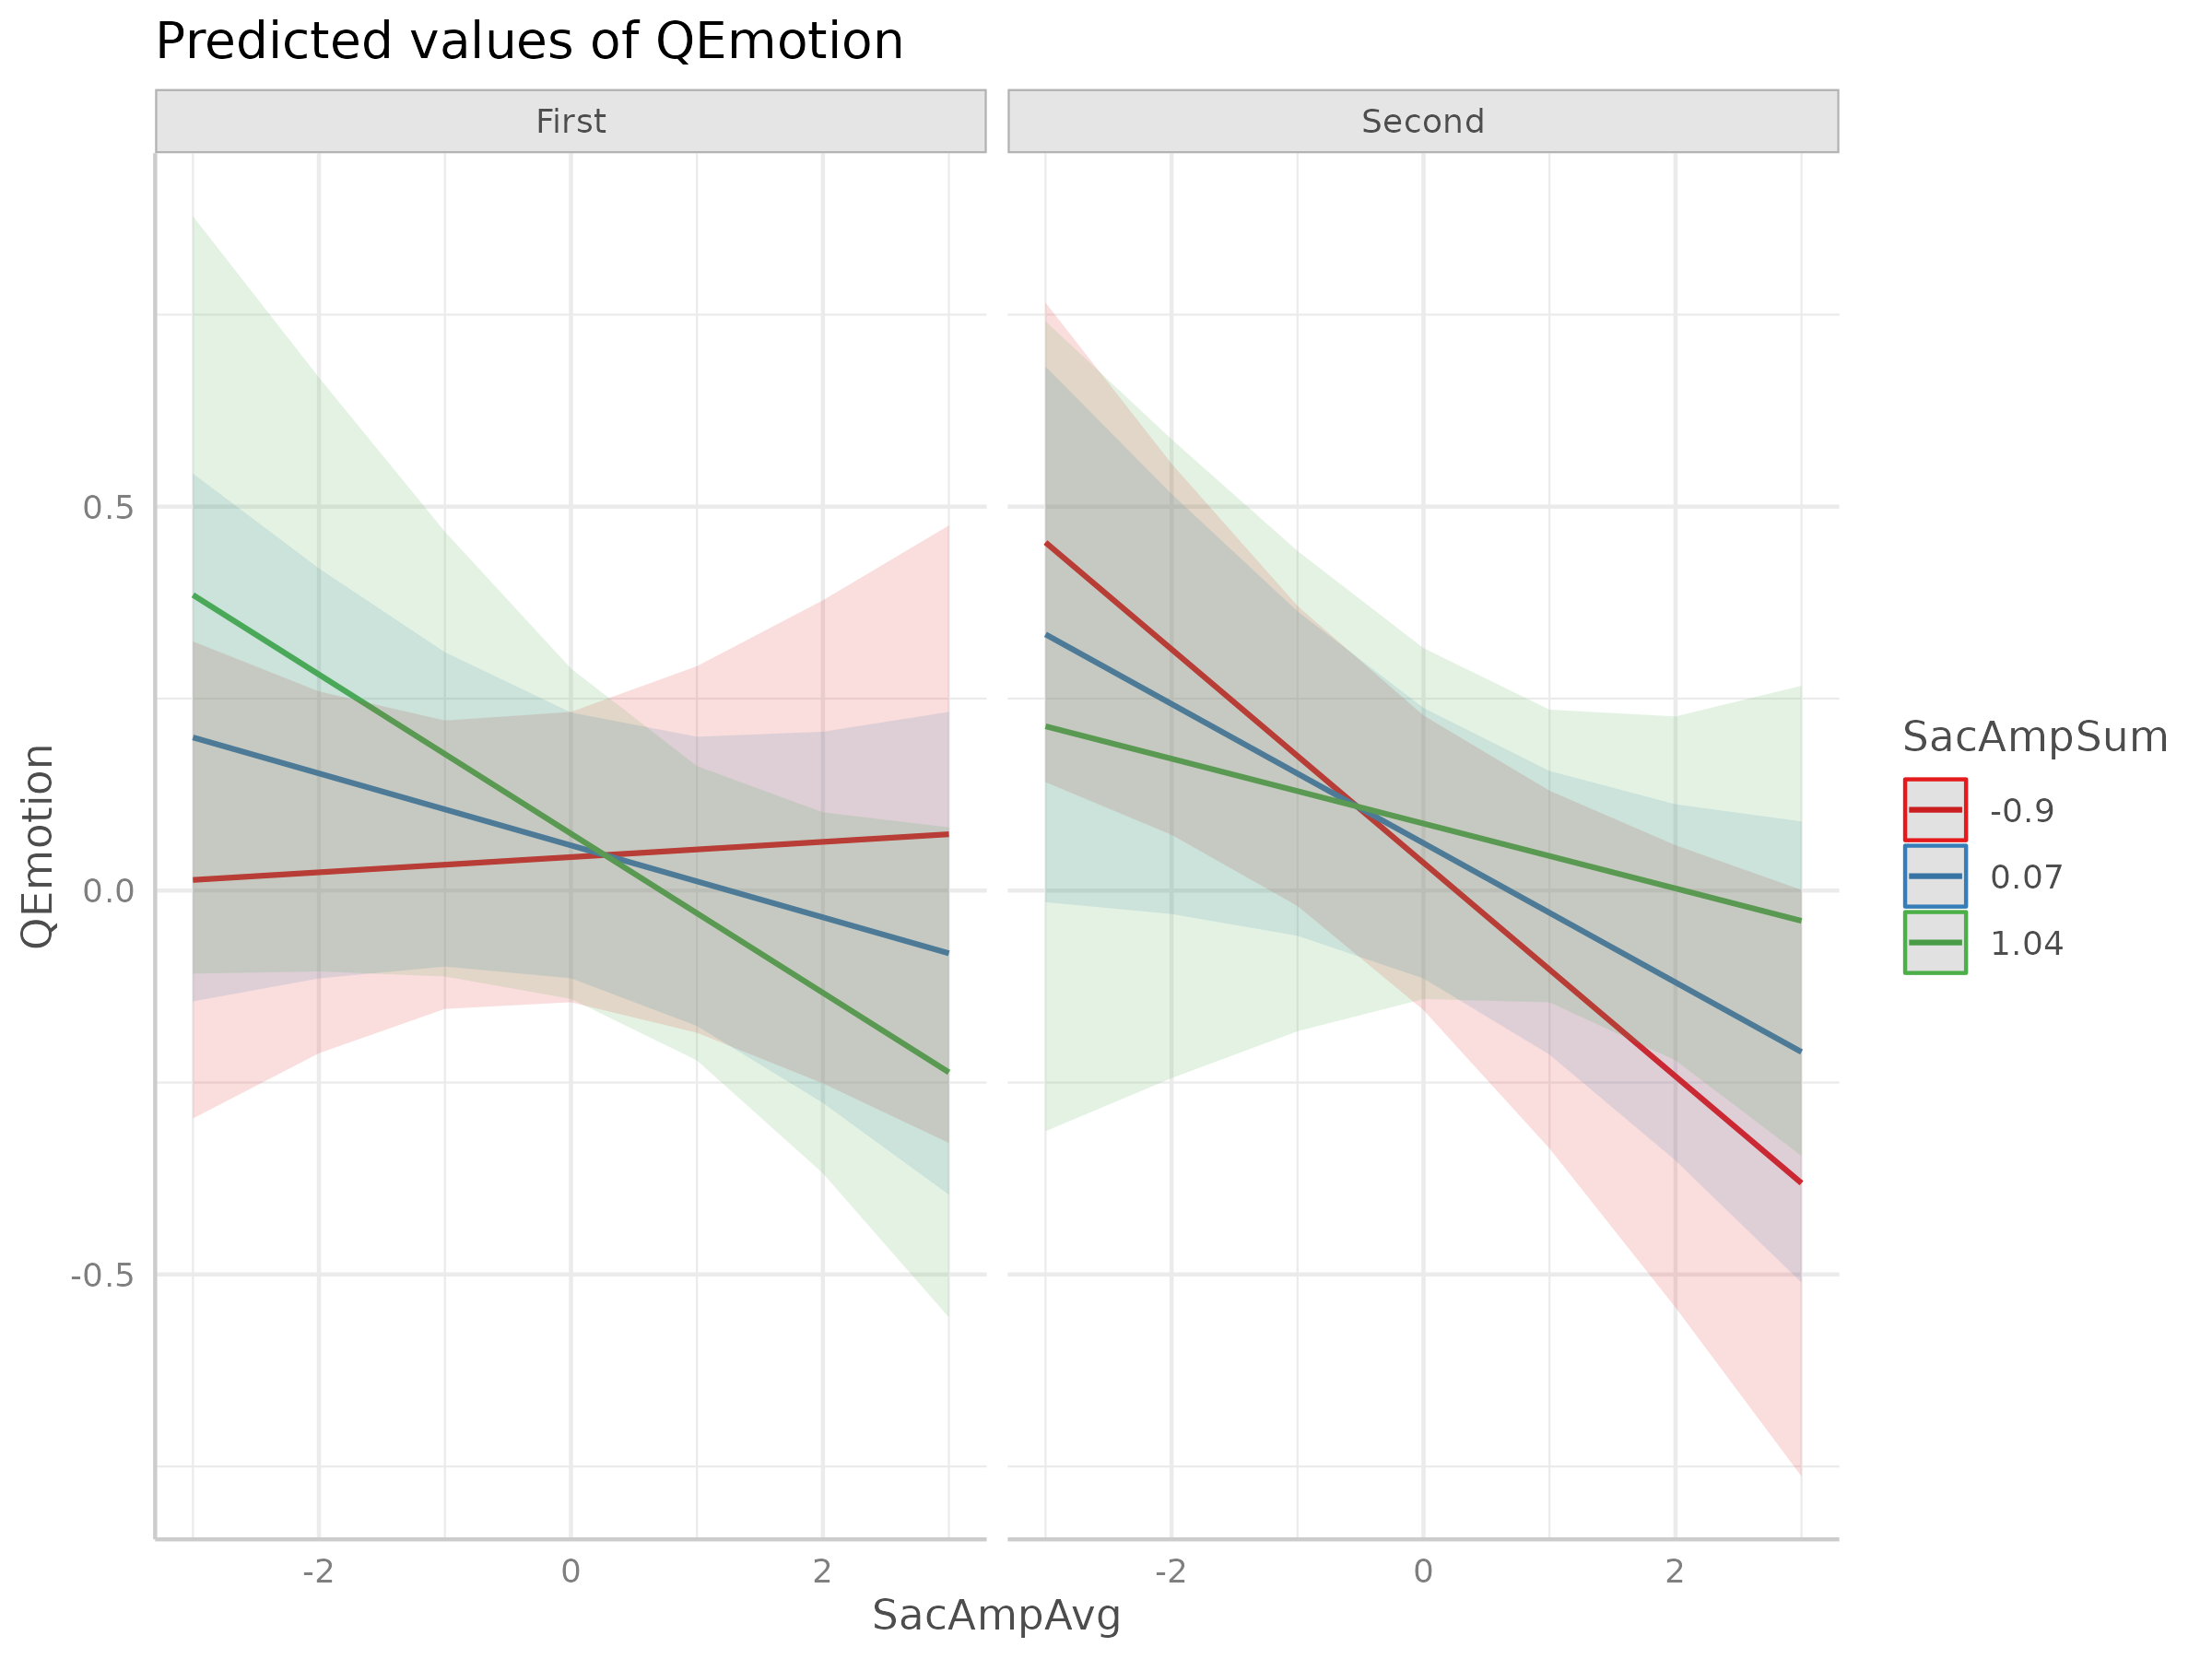 Predicted values of QEmotion
First
Second
0.5
0.0
-0.5
QEmotion
-2
0
2
-2
0
2
SacAmpAvg
SacAmpSum
-0.9
0.07
1.04